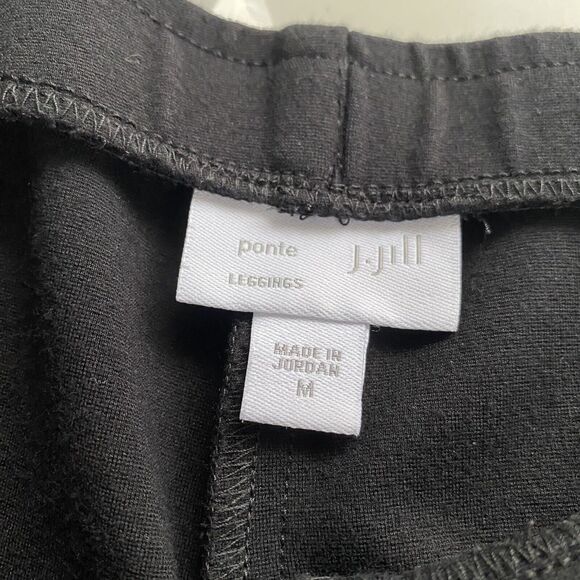 ponte J.Jill
LEGGINGS
MADE IN
JORDAN
M